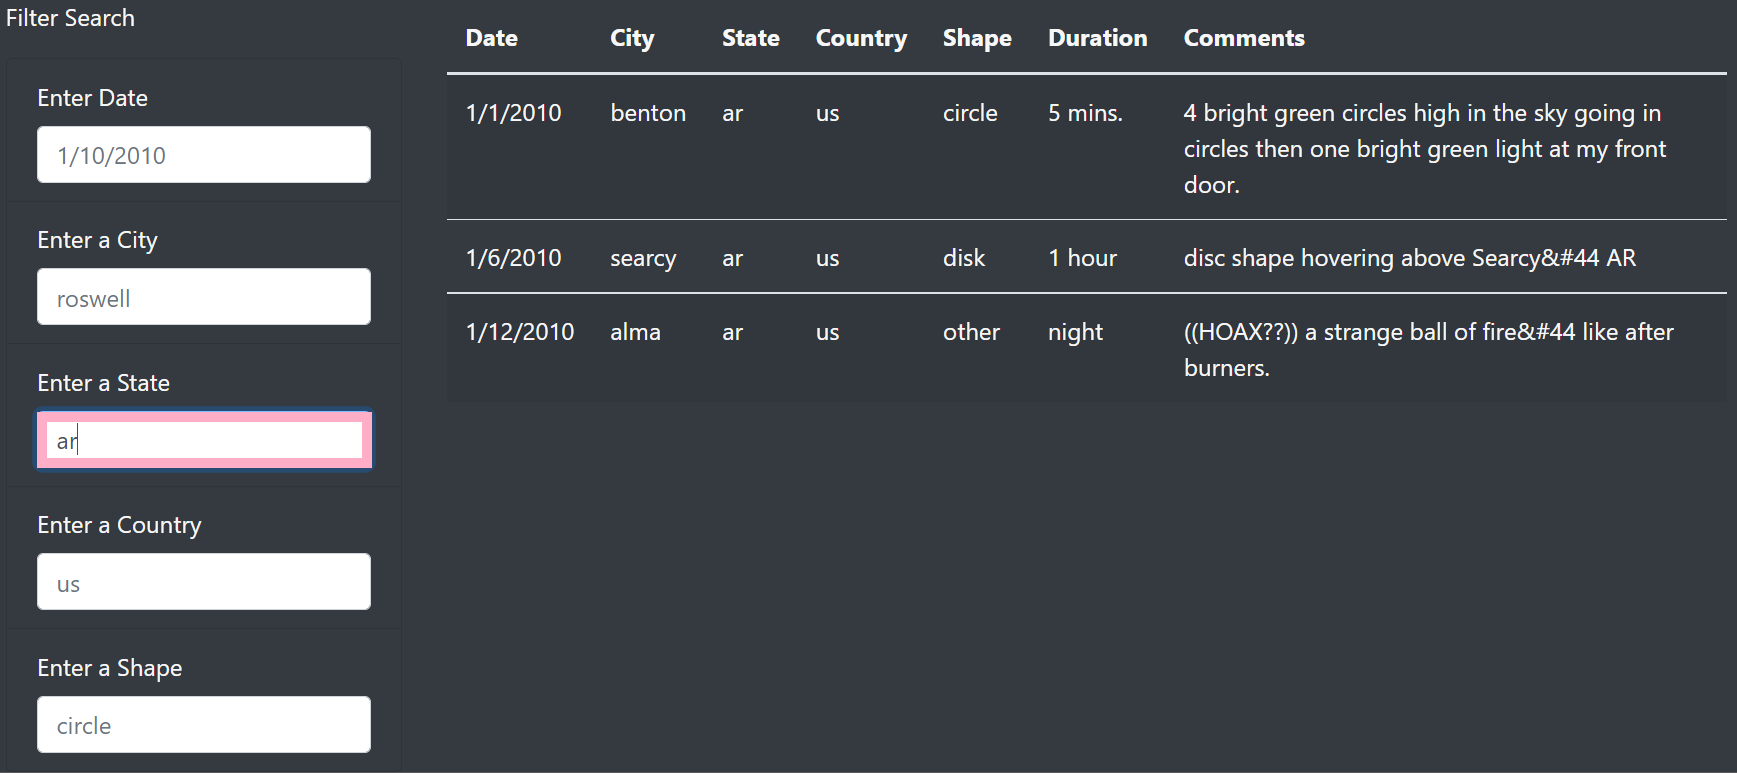 Filter Search
Enter Date
1/10/2010
Enter a City
roswell
Enter a State
ar
Enter a Country
us
Enter a Shape
circle
Date City State Country Shape Duration Comments
1/1/2010 benton ar us circle 5 mins. 4 bright green circles high in the sky going in
circles then one bright green light at my front
door.
1/6/2010 searcy ar us disk 1 hour disc shape hovering above Searcy&#44 AR
1/12/2010 alma ar us other night ((HOAX??)) a strange ball of fire&#44 like after
burners.